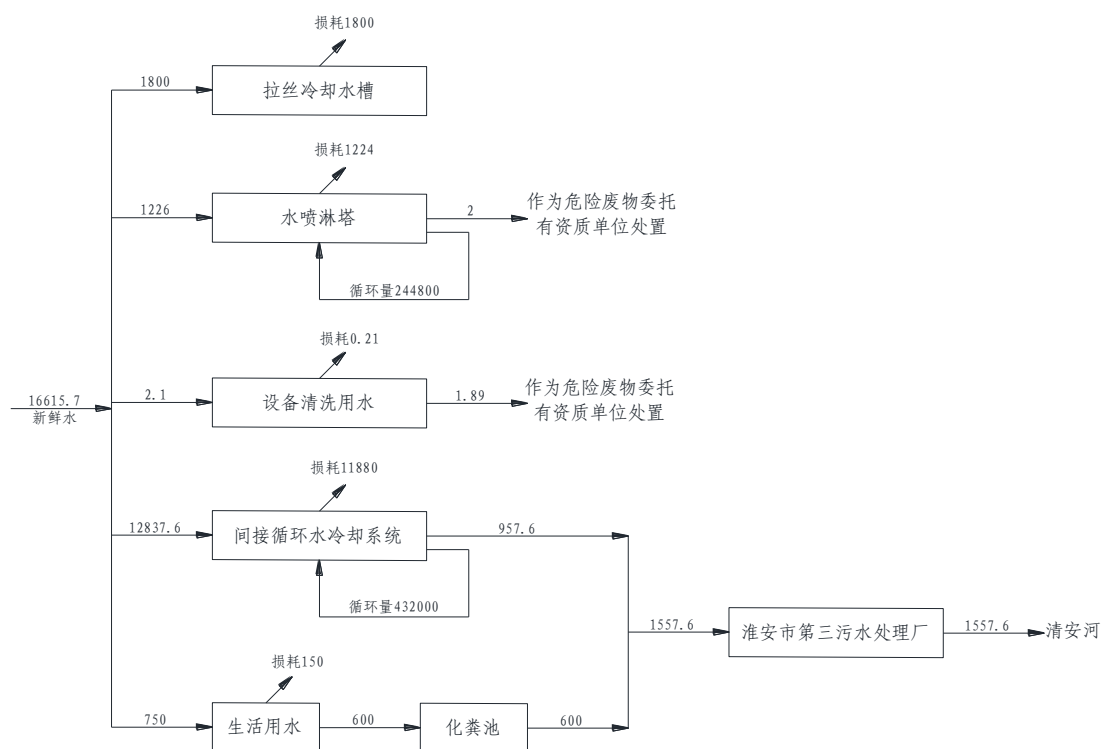 损耗1800
1800
拉丝冷却水槽
损耗1224
1226
水喷淋塔
2
作为危险废物委托
有资质单位处置
循环量244800
损耗0.21
16615.7
新鲜水
2.1
设备清洗用水
1.89
作为危险废物委托
有资质单位处置
损耗11880
12837.6
间接循环水冷却系统
957.6
循环量432000
1557.6
淮安市第三污水处理厂
1557.6
清安河
损耗150
750
生活用水
600
化粪池
600